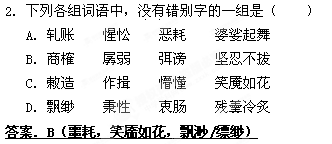 2. 下列各组词语中，没有错别字的一组是（    ）
A. 轧账 惺忪 恶耗 婆娑起舞
B. 商榷 孱弱 弭谤 坚忍不拔
C. 敕造 作揖 懵懂 笑魇如花
D. 飘缈 秉性 衷肠 残羹冷炙
答案．B（噩耗，笑靥如花，飘渺/缥缈）